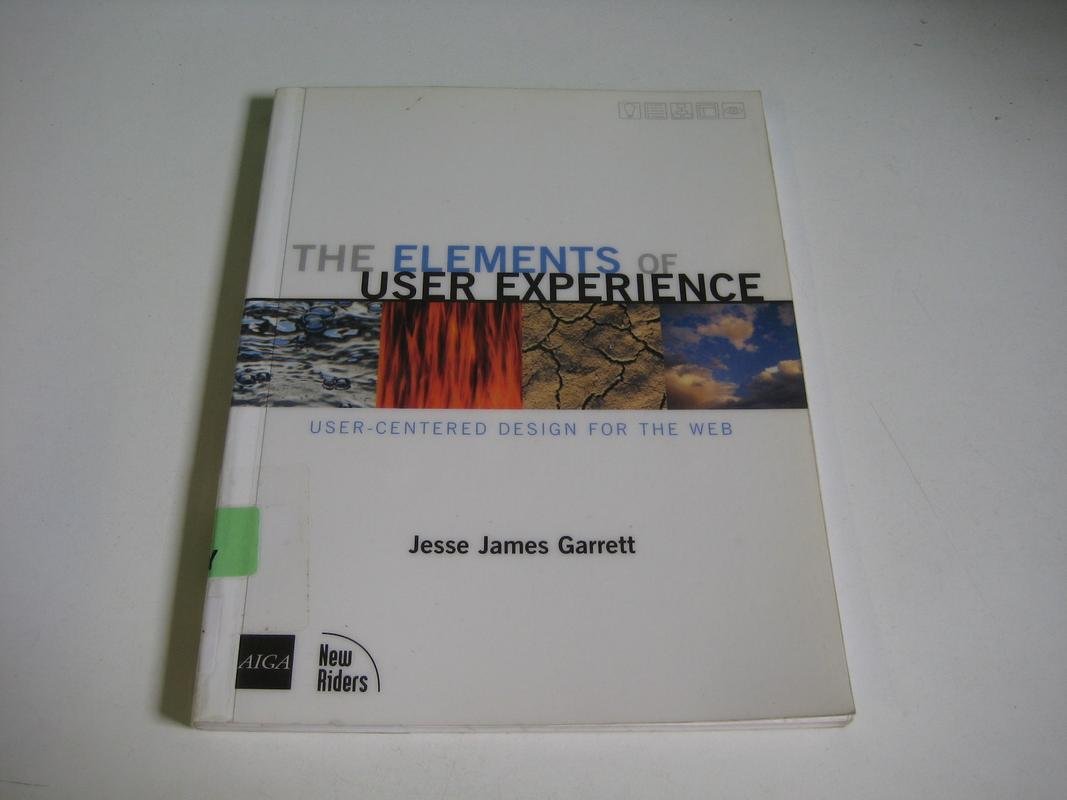 THE ELEMENTS OF
USER EXPERIENCE
USER-CENTERED DESIGN FOR THE WEB
Jesse James Garrett
Y
AIGA
New
Riders